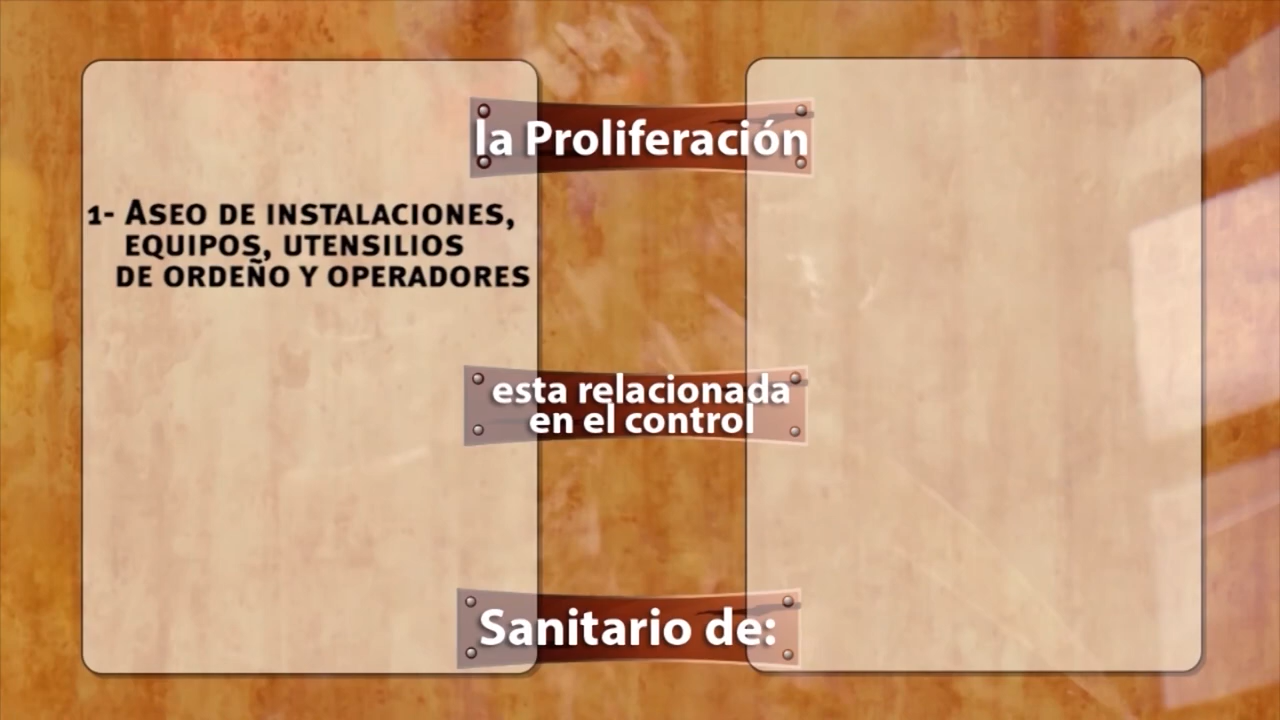 la Proliferación
1- ASEO DE INSTALACIONES,
EQUIPOS, UTENSILIOS
DE ORDEÑO Y OPERADORES
esta relacionada
en el control
Sanitario de: